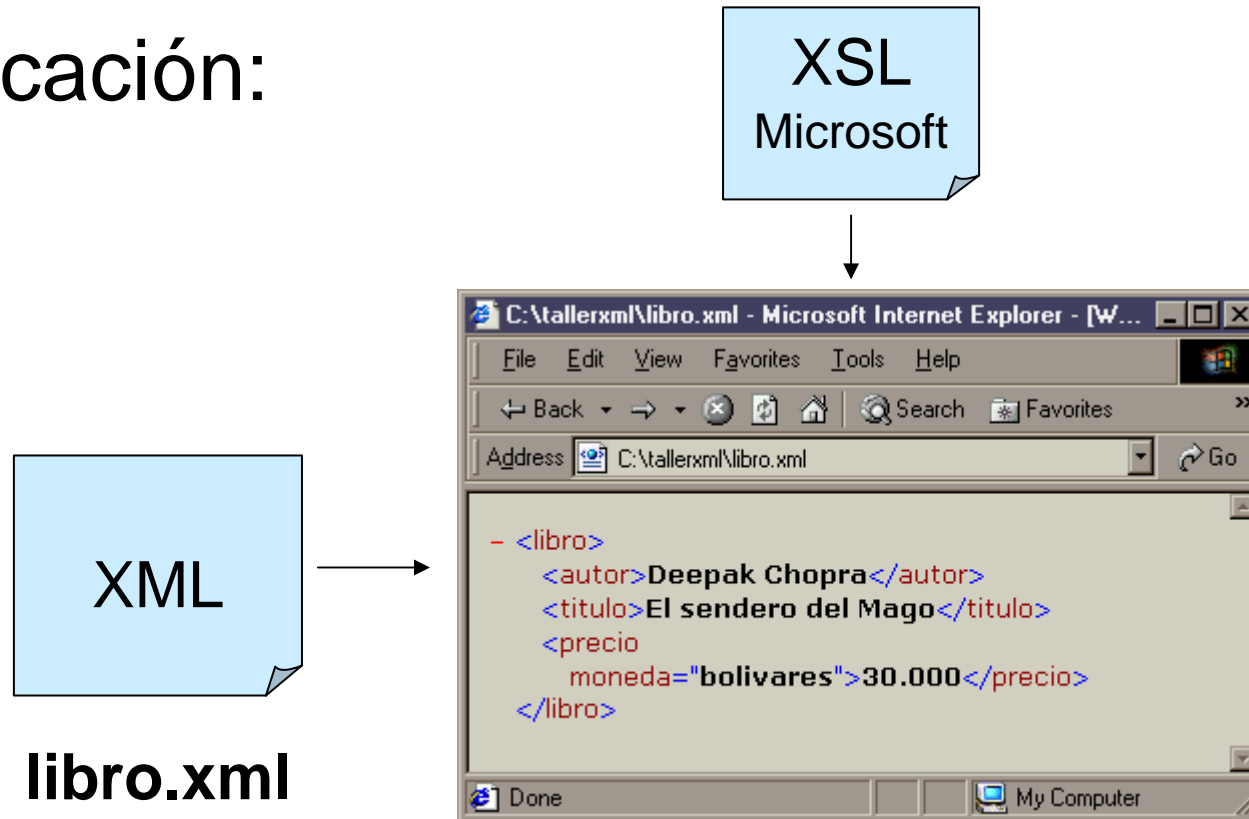 cación:
XSL
Microsoft
C:\tallerxml\libro.xml - Microsoft Internet Explorer - [W...
File Edit View Favorites Tools Help
Back Search Favorites »
Address C:\tallerxml\libro.xml Go
XML
– <libro>
<autor>Deepak Chopra</autor>
<titulo>El sendero del Mago</titulo>
<precio
moneda="bolivares">30.000</precio>
</libro>
libro.xml
Done My Computer